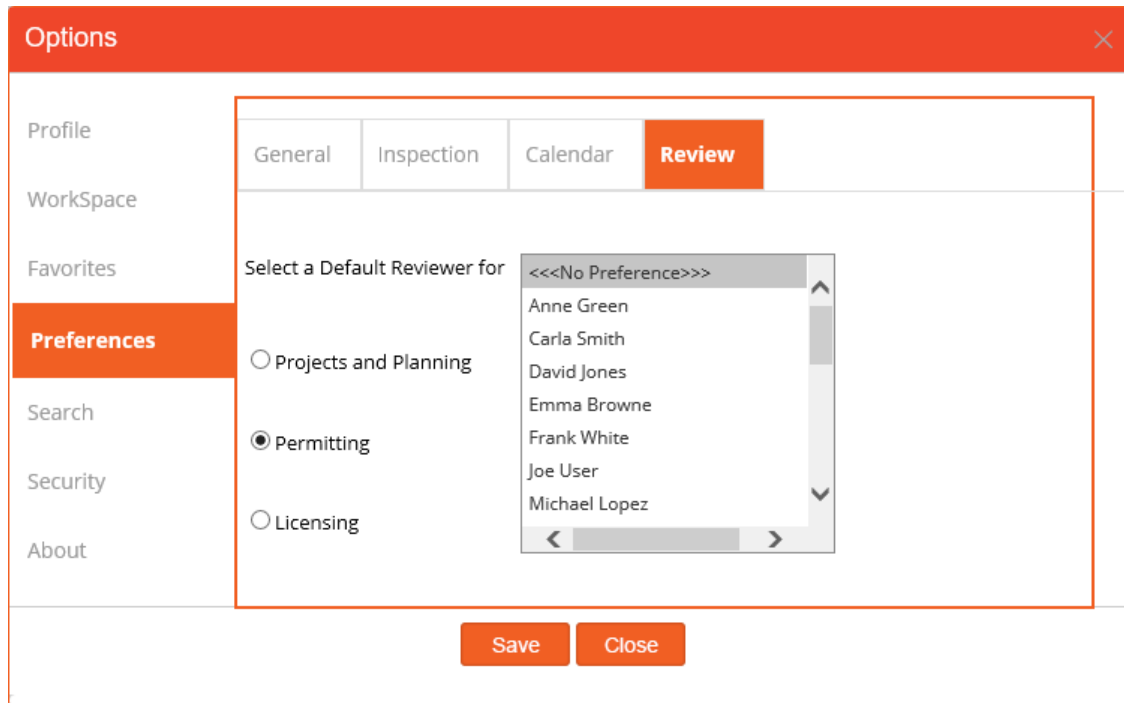 Options
Profile
WorkSpace
Favorites
Preferences
Search
Security
About
General Inspection Calendar Review
Select a Default Reviewer for
Projects and Planning
Permitting
Licensing
<<<No Preference>>>
Anne Green
Carla Smith
David Jones
Emma Browne
Frank White
Joe User
Michael Lopez
Save Close